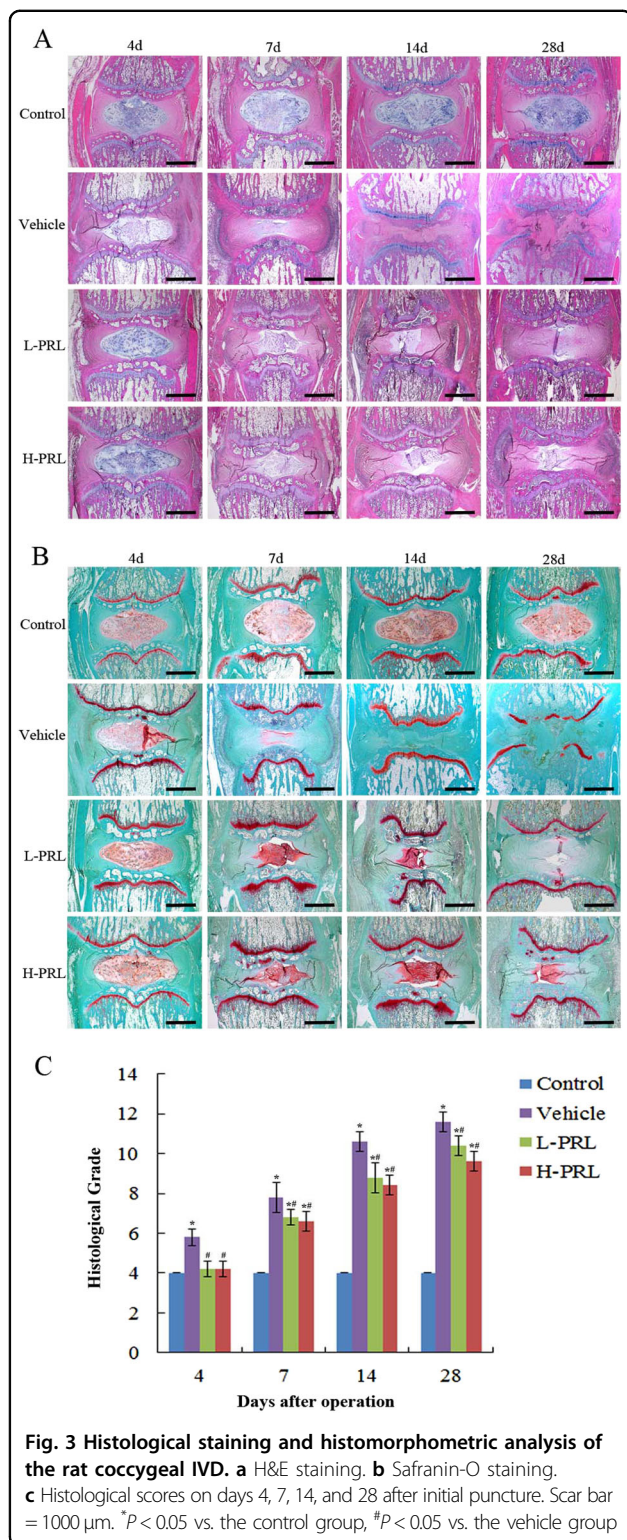 A
4d 7d 14d 28d
Control
Vehicle
L-PRL
H-PRL
B
4d 7d 14d 28d
Control
Vehicle
L-PRL
H-PRL
C
14
12
10
8
6
4
2
0
Histological Grade
* # #
* *# *#
* *# *#
* *# *#
4 7 14 28
Days after operation
Control
Vehicle
L-PRL
H-PRL
Fig. 3 Histological staining and histomorphometric analysis of
the rat coccygeal IVD. a H&E staining. b Safranin-O staining.
c Histological scores on days 4, 7, 14, and 28 after initial puncture. Scar bar
= 1000 μm. *P < 0.05 vs. the control group, #P < 0.05 vs. the vehicle group